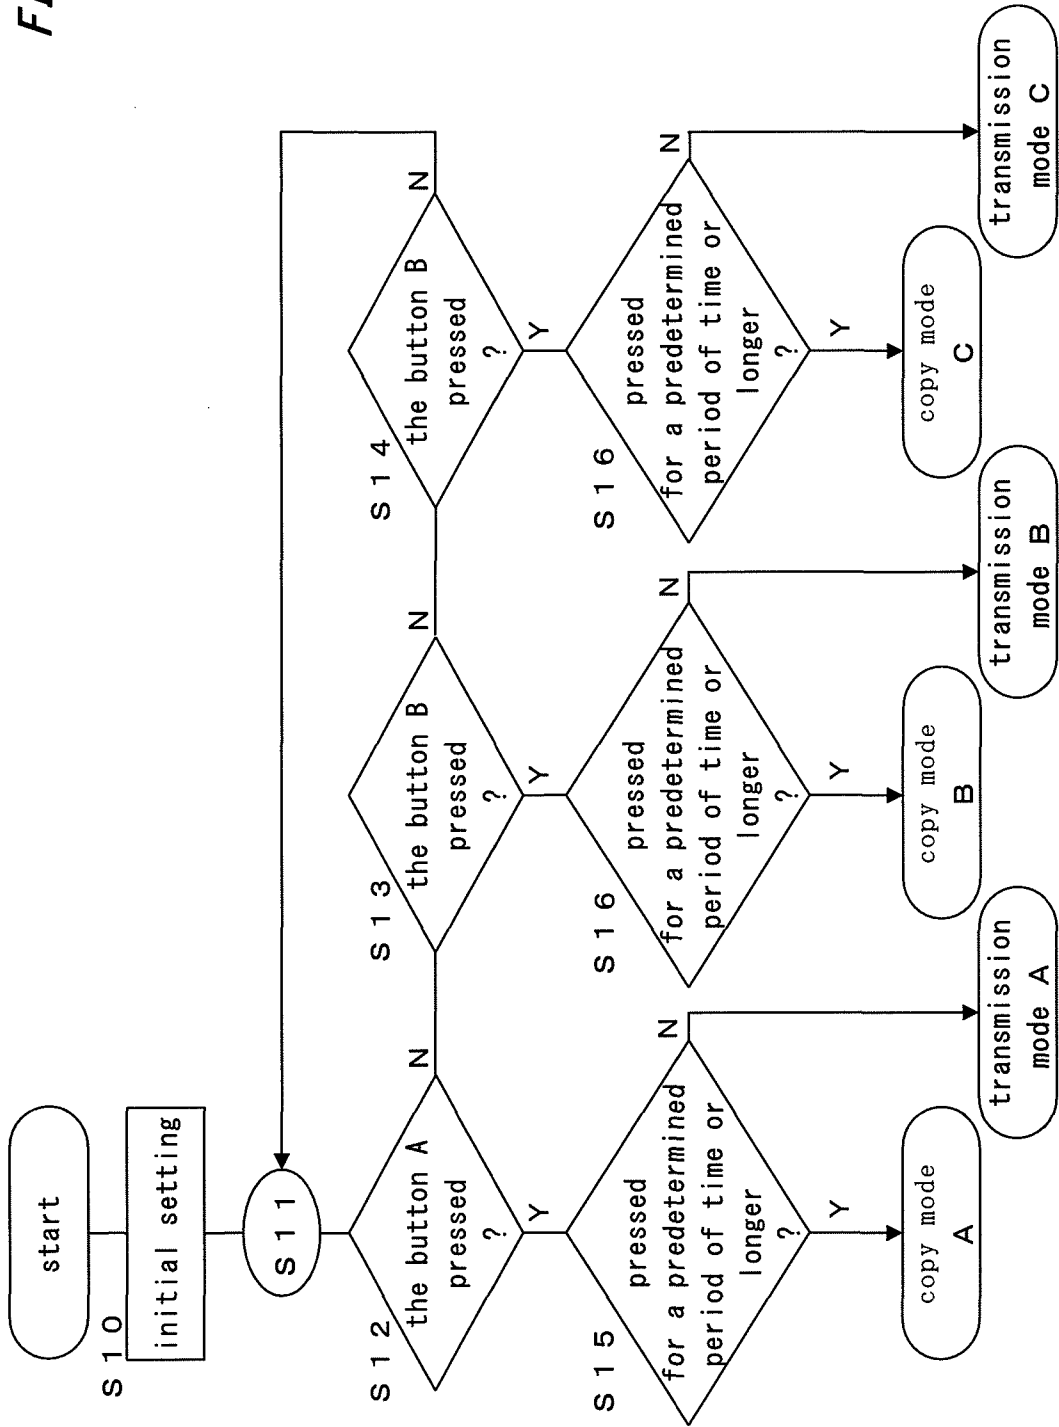 start
S10
initial setting
S11
S12
the button A
pressed
?
N
Y
S13
the button B
pressed
?
N
Y
S14
the button B
pressed
?
N
Y
S15
pressed
for a predetermined
period of time or
longer
?
N
Y
S16
pressed
for a predetermined
period of time or
longer
?
N
Y
S16
pressed
for a predetermined
period of time or
longer
?
N
Y
copy mode
A
transmission
mode A
copy mode
B
transmission
mode B
copy mode
C
transmission
mode C